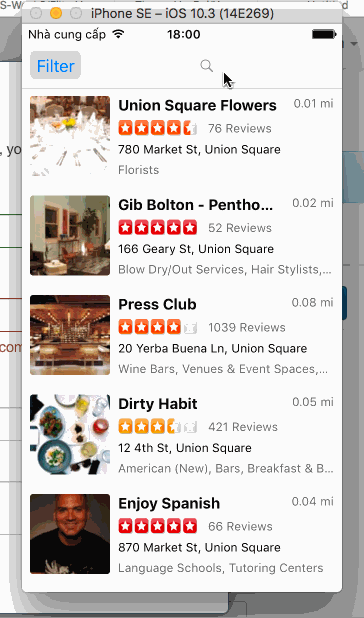 iPhone SE – iOS 10.3 (14E269)
Nhà cung cấp 18:00
Filter
Union Square Flowers 0.01 mi
76 Reviews
780 Market St, Union Square
Florists
Gib Bolton - Pentho... 0.02 mi
52 Reviews
166 Geary St, Union Square
Blow Dry/Out Services, Hair Stylists,...
Press Club 0.08 mi
1039 Reviews
20 Yerba Buena Ln, Union Square
Wine Bars, Venues & Event Spaces,...
Dirty Habit 0.05 mi
421 Reviews
12 4th St, Union Square
American (New), Bars, Breakfast & B...
Enjoy Spanish 0.04 mi
66 Reviews
870 Market St, Union Square
Language Schools, Tutoring Centers